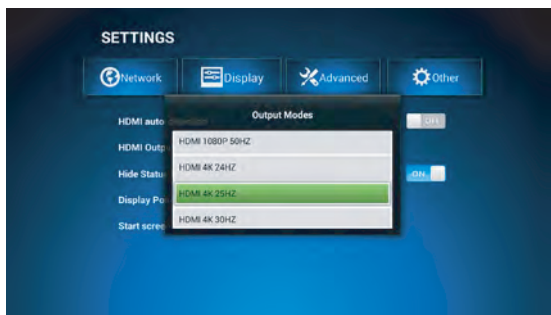 SETTINGS
Network Display Advanced Other
Output Modes
HDMI auto OFF
HDMI 1080P 50HZ
HDMI Outp
HDMI 4K 24HZ
Hide Statu ON
HDMI 4K 25HZ
Display Po
HDMI 4K 30HZ
Start scree